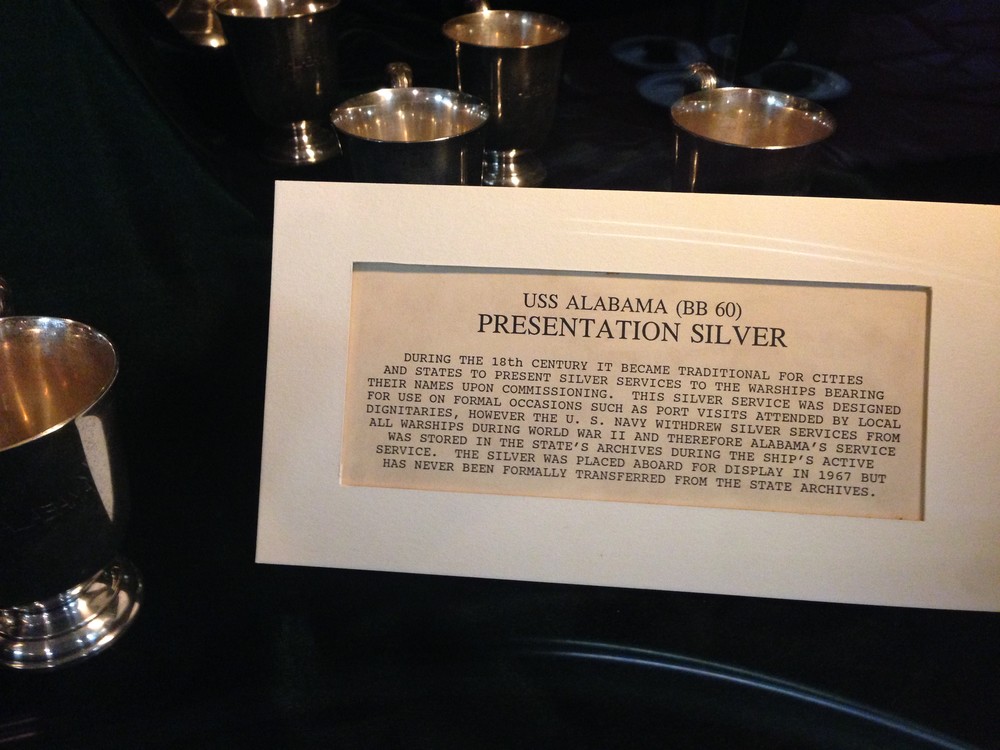 USS ALABAMA (BB 60)
PRESENTATION SILVER
DURING THE 18th CENTURY IT BECAME TRADITIONAL FOR CITIES
AND STATES TO PRESENT SILVER SERVICES TO THE WARSHIPS BEARING
THEIR NAMES UPON COMMISSIONING. THIS SILVER SERVICE WAS DESIGNED
FOR USE ON FORMAL OCCASIONS SUCH AS PORT VISITS ATTENDED BY LOCAL
DIGNITARIES, HOWEVER THE U. S. NAVY WITHDREW SILVER SERVICES FROM
ALL WARSHIPS DURING WORLD WAR II AND THEREFORE ALABAMA'S SERVICE
WAS STORED IN THE STATE'S ARCHIVES DURING THE SHIP'S ACTIVE
SERVICE. THE SILVER WAS PLACED ABOARD FOR DISPLAY IN 1967 BUT
HAS NEVER BEEN FORMALLY TRANSFERRED FROM THE STATE ARCHIVES.